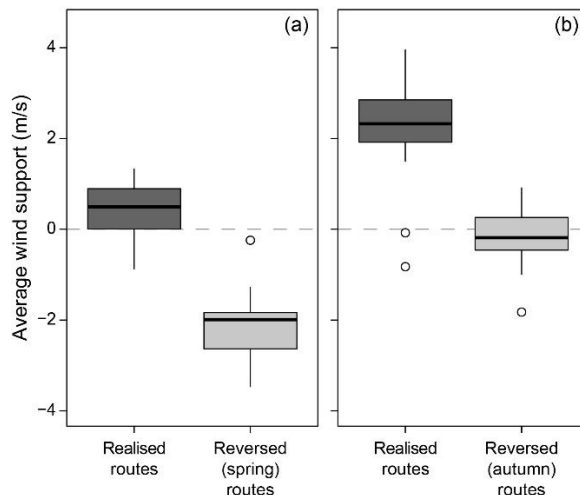 (a)
(b)
Average wind support (m/s)
4
2
0
−2
−4
Realised
routes
Reversed
(spring)
routes
Realised
routes
Reversed
(autumn)
routes